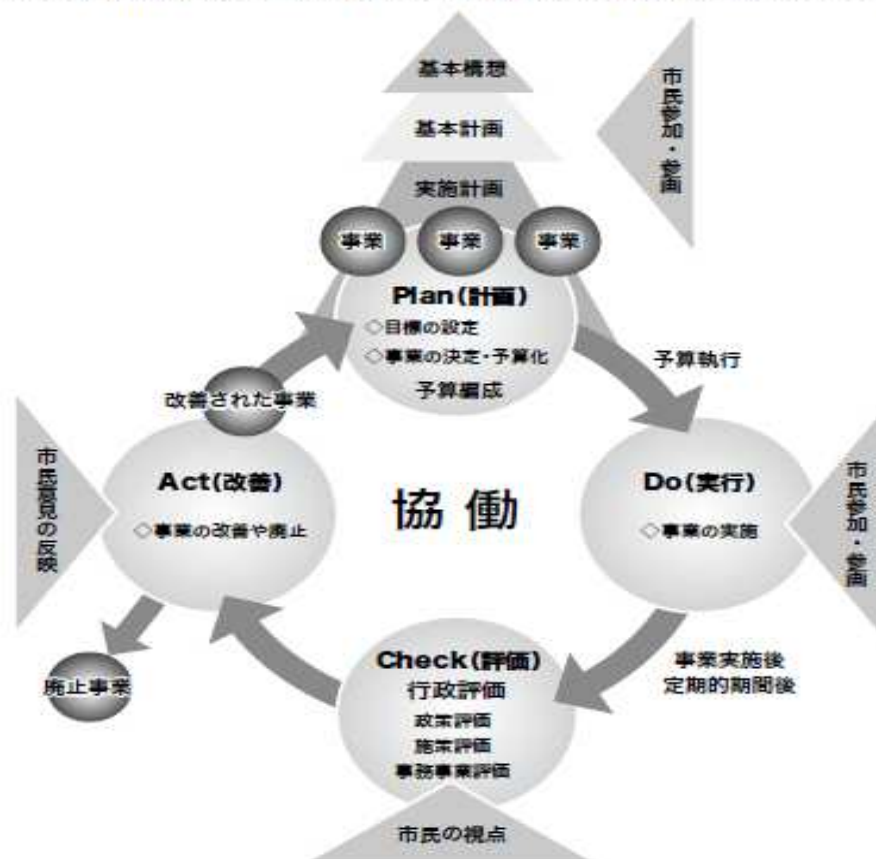 基本構想
基本計画
実施計画
市民参加・参画
事業
事業
事業
Plan(計画)
◇目標の設定
◇事業の決定・予算化
予算編成
予算執行
改善された事業
市民意見の反映
Act(改善)
◇事業の改善や廃止
協働
Do(実行)
◇事業の実施
市民参加・参画
廃止事業
Check(評価)
行政評価
政策評価
施策評価
事務事業評価
事業実施後
定期的期間後
市民の視点